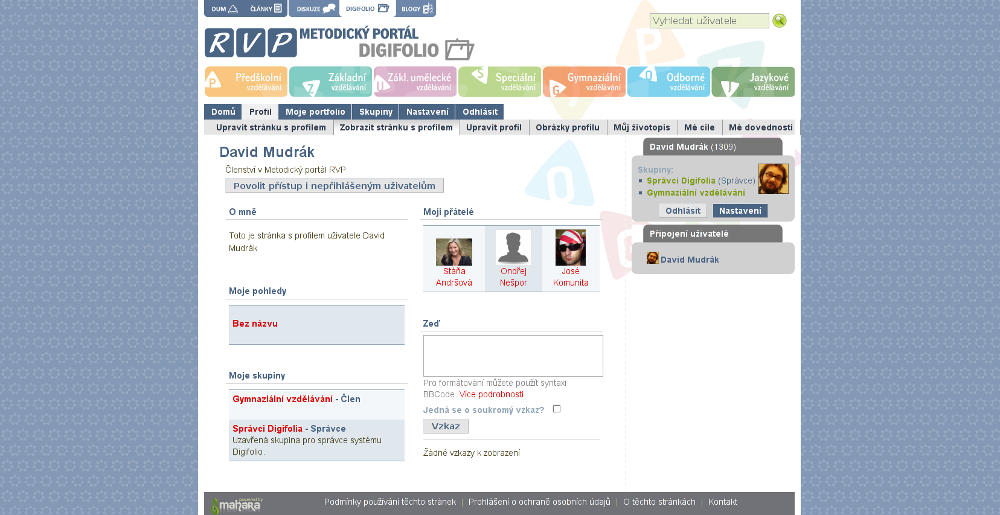 DUM ČLÁNKY DISKUZE DIGIFOLIO BLOGY
Vyhledat uživatele
RVP METODICKÝ PORTÁL
DIGIFOLIO
Předškolní vzdělávání
Základní vzdělávání
Zákl. umělecké vzdělávání
Speciální vzdělávání
Gymnaziální vzdělávání
Odborné vzdělávání
Jazykové vzdělávání
Domů Profil Moje portfolio Skupiny Nastavení Odhlásit
Upravit stránku s profilem Zobrazit stránku s profilem Upravit profil Obrázky profilu Můj životopis Mé cíle Mé dovednosti
David Mudrák
Členství v Metodický portál RVP
Povolit přístup i nepřihlášeným uživatelům
O mně
Toto je stránka s profilem uživatele David
Mudrák
Moje pohledy
Bez názvu
Moje skupiny
Gymnaziální vzdělávání - Člen
Správci Digifolia - Správce
Uzavřená skupina pro správce systému
Digifolio.
Moji přátelé
Stáňa Andršová
Ondřej Nešpor
José Komunita
Zeď
Pro formátování můžete použít syntaxi
BBCode. Více podrobností
Jedná se o soukromý vzkaz?
Vzkaz
Žádné vzkazy k zobrazení
David Mudrák (1309)
Skupiny:
Správci Digifolia (Správce)
Gymnaziální vzdělávání
Odhlásit Nastavení
Připojení uživatelé
David Mudrák
powered by
mahara
Podmínky používání těchto stránek | Prohlášení o ochraně osobních údajů | O těchto stránkách | Kontakt